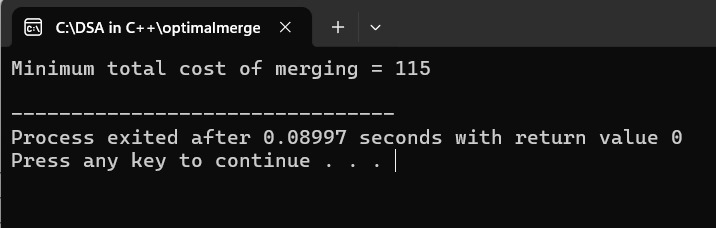 C:\DSA in C++\optimalmerge
Minimum total cost of merging = 115
--------------------------------
Process exited after 0.08997 seconds with return value 0
Press any key to continue . . .